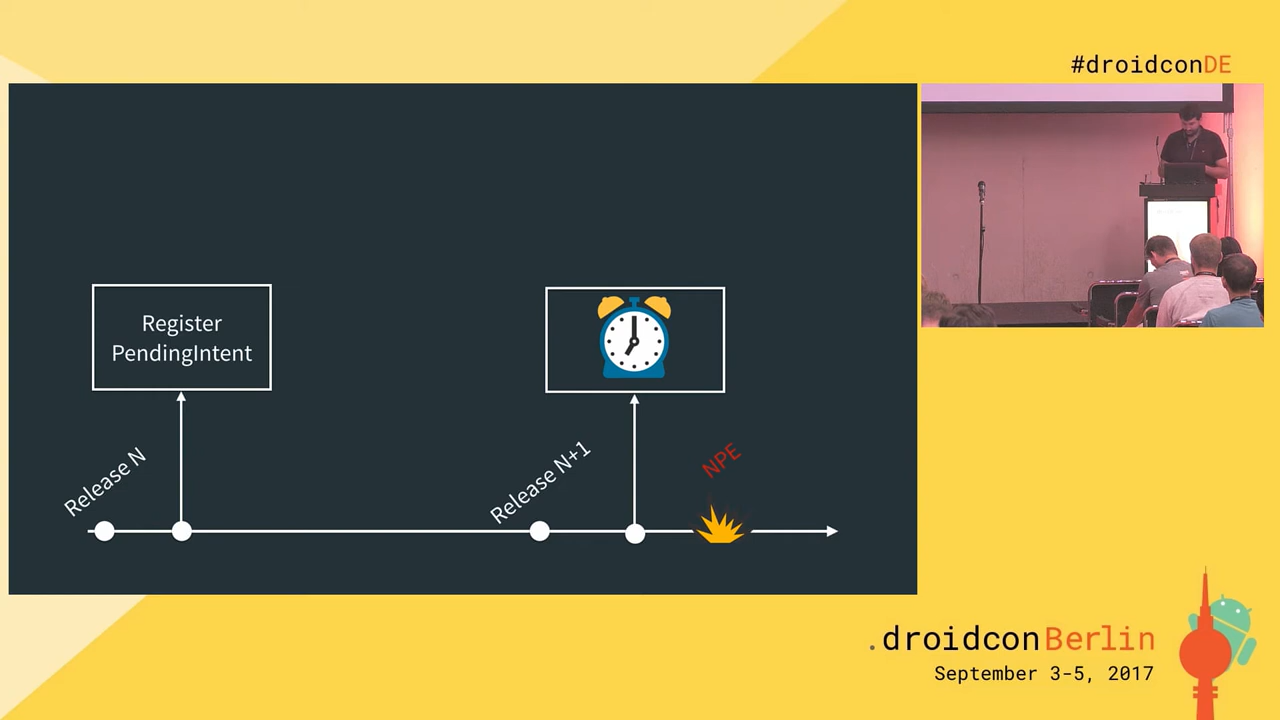 #droidconDE
Register
PendingIntent
Release N
Release N+1
NPE
.droidconBerlin
September 3-5, 2017